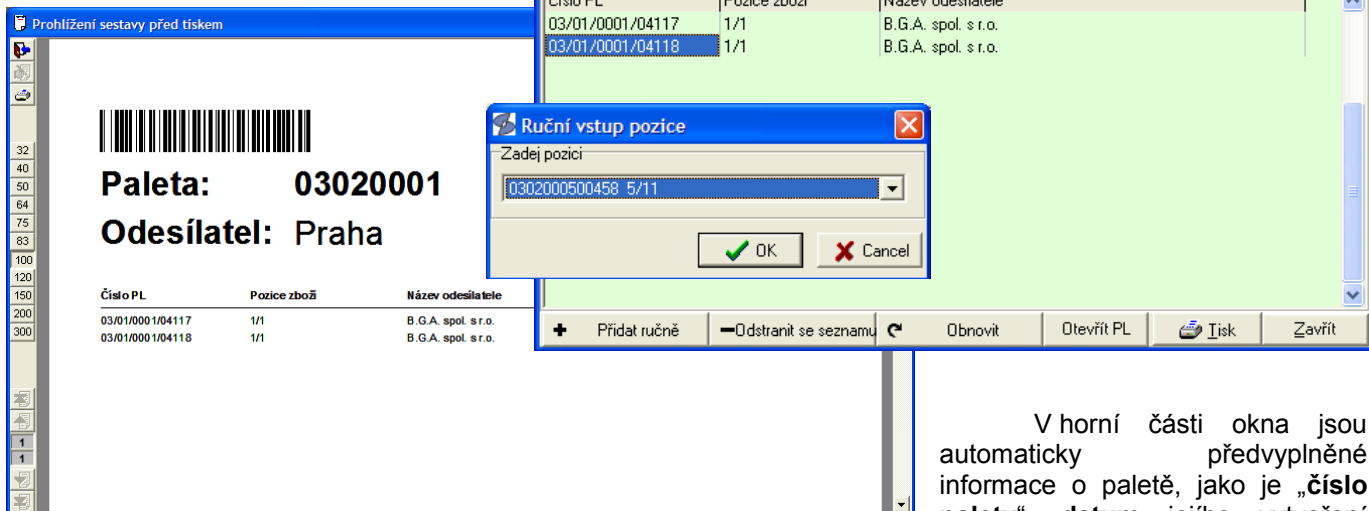 Prohlížení sestavy před tiskem
32
40
50
64
75
83
100
120
150
200
300
1
1
Paleta: 03020001
Odesílatel: Praha
Číslo PL Pozice zboží Název odesílatele
03/01/0001/04117 1/1 B.G.A. spol. s r.o.
03/01/0001/04118 1/1 B.G.A. spol. s r.o.
Číslo PL Pozice zboží Název odesílatele
03/01/0001/04117 1/1 B.G.A. spol. s r.o.
03/01/0001/04118 1/1 B.G.A. spol. s r.o.
Ruční vstup pozice
Zadej pozici
0302000500458 5/11
OK Cancel
Přidat ručně Odstranit se seznamu Obnovit Otevřít PL Tisk Zavřít
V horní části okna jsou
automaticky předvyplněné
informace o paletě, jako je „číslo
palety“, datum jejího vytvoření